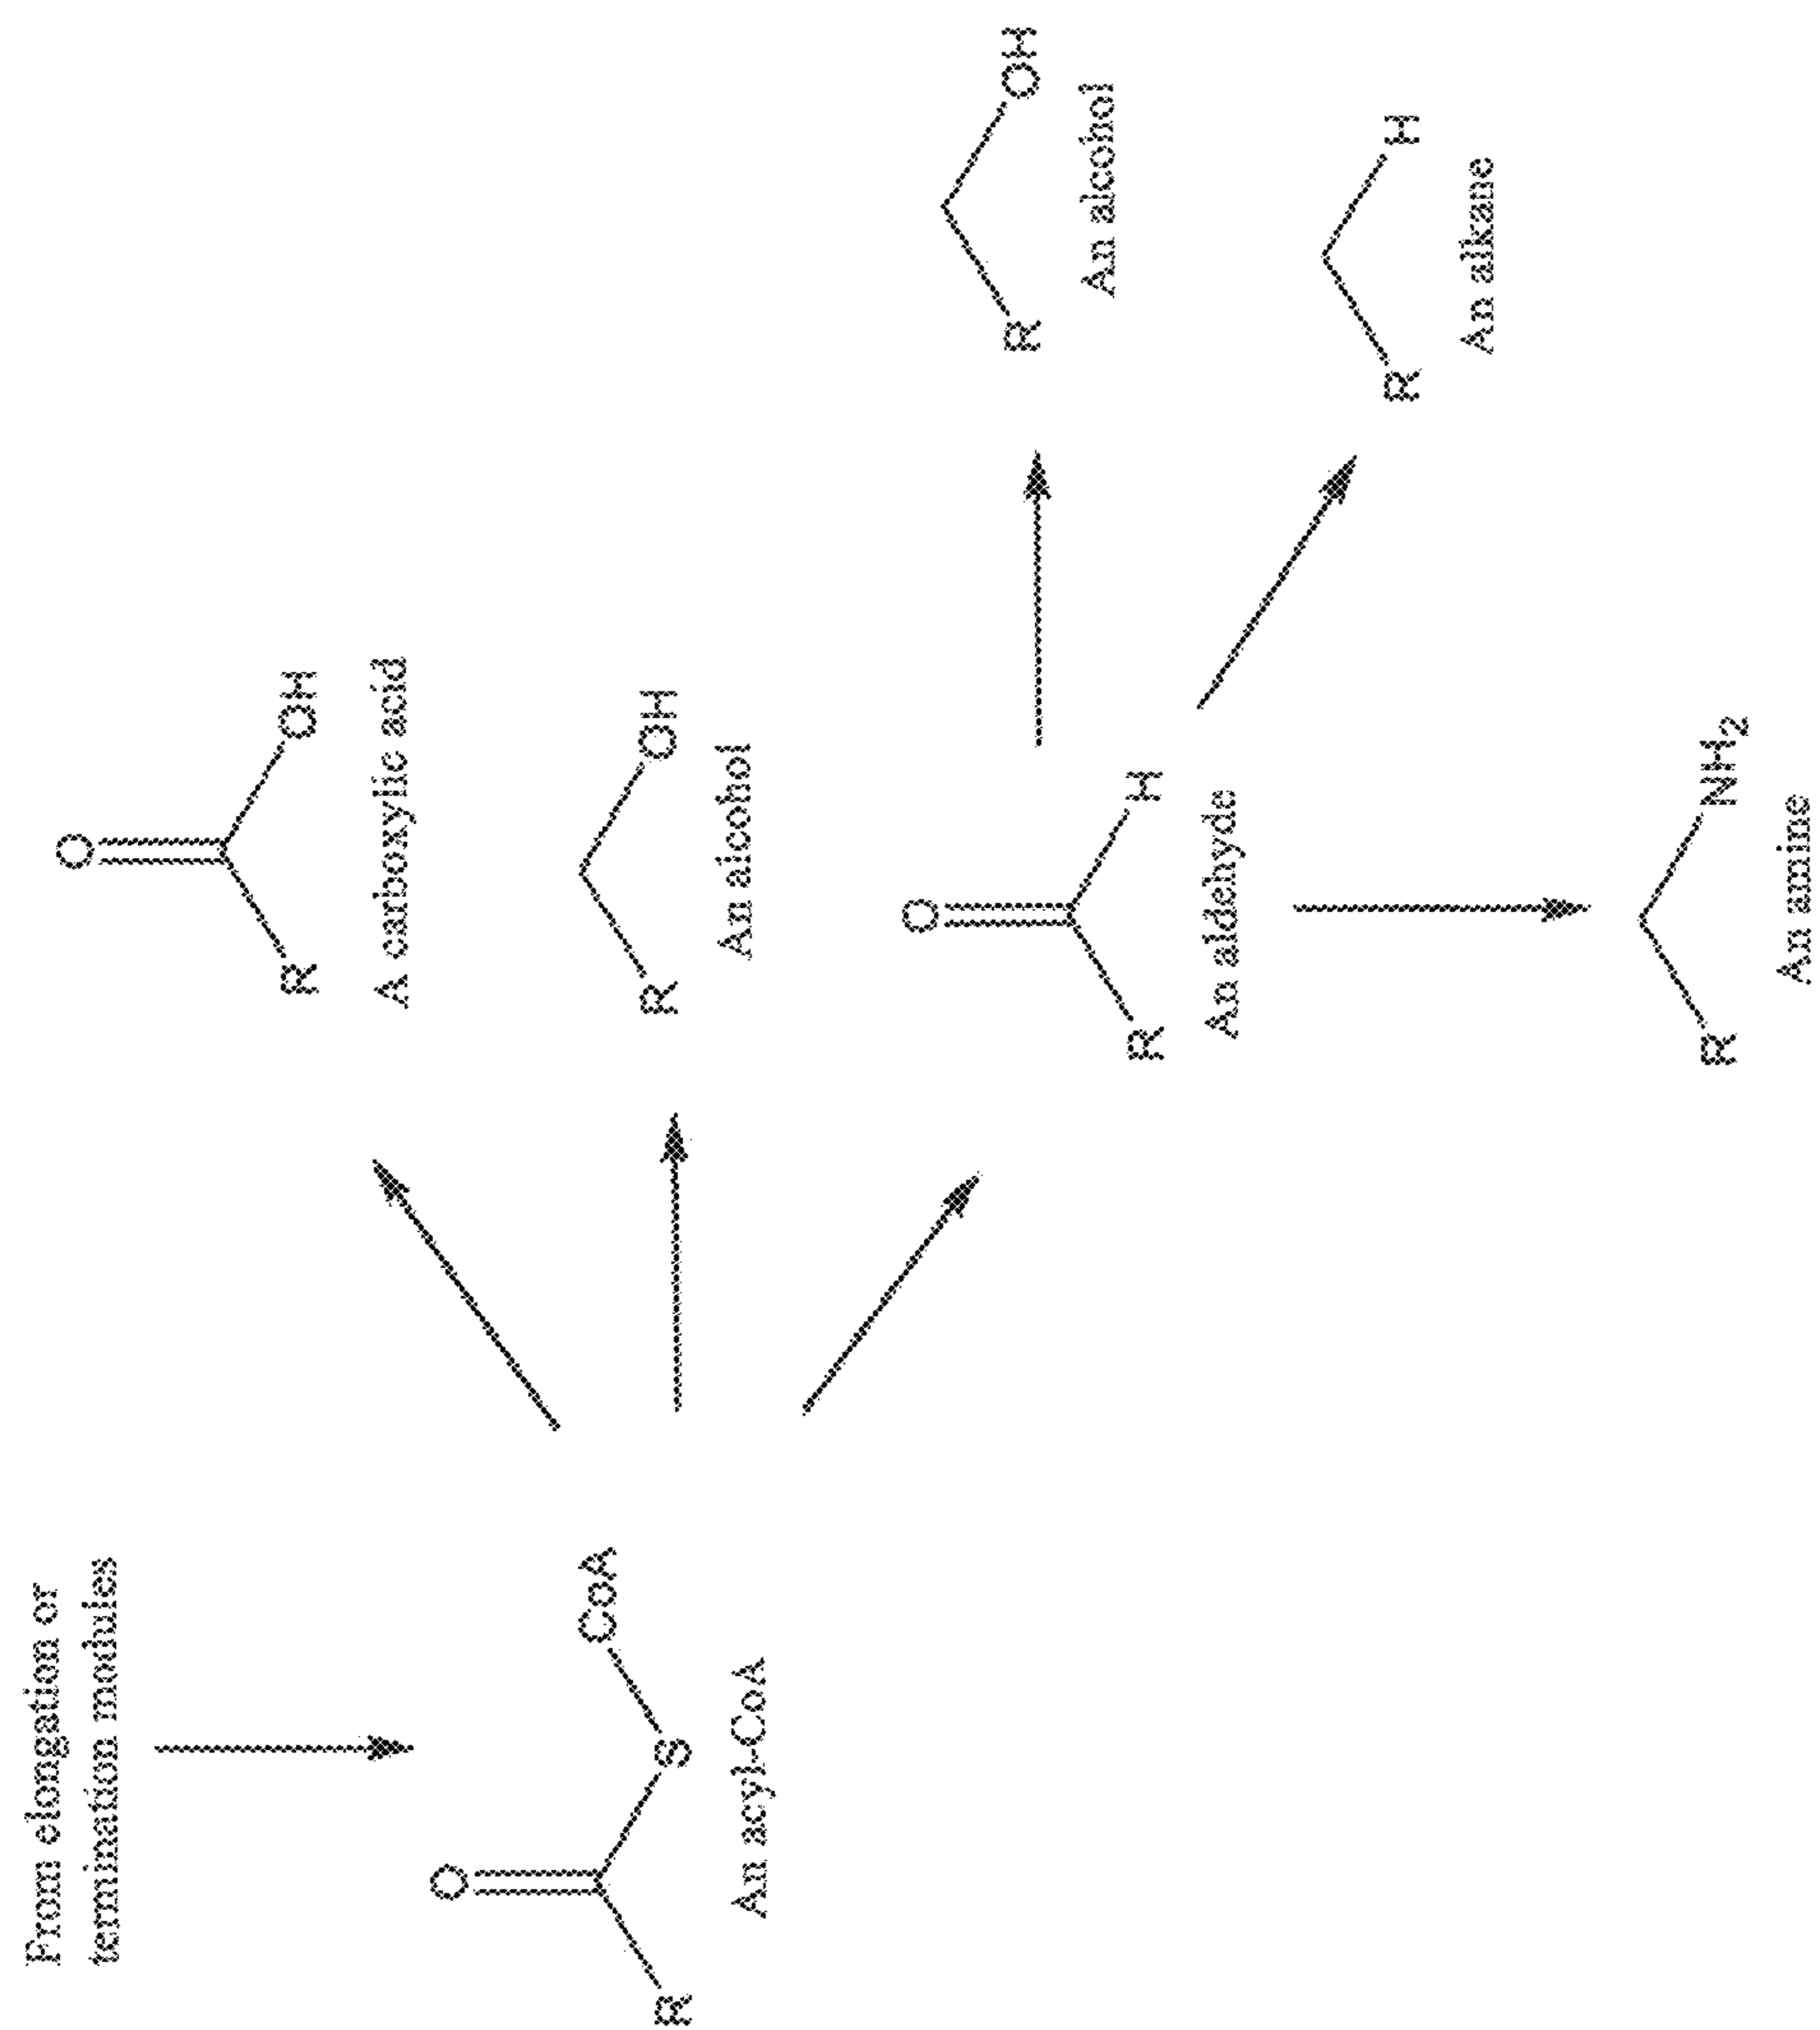 From elongation or
termination modules
O
R S CoA
An acyl-CoA
O
R OH
A carboxylic acid
R OH
An alcohol
O
R H
An aldehyde
R OH
An alcohol
R H
An alkane
R NH₂
An amine